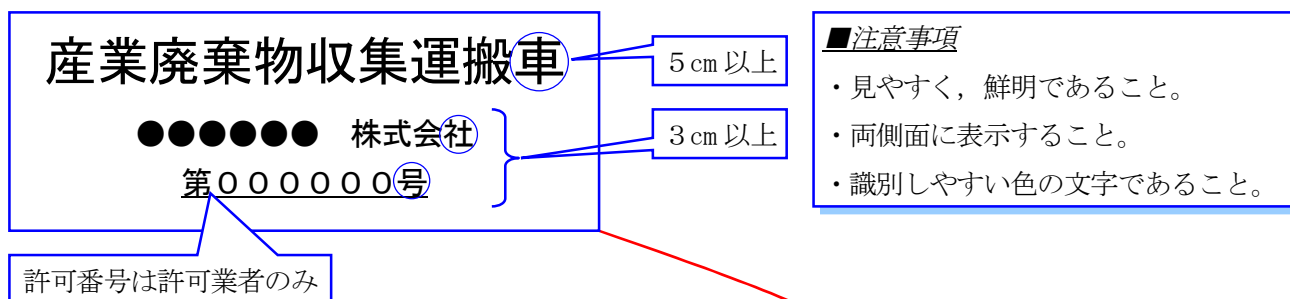 産業廃棄物収集運搬車
●●●●●● 株式会社
第００００００号
５㎝以上
３㎝以上
許可番号は許可業者のみ
■注意事項
・見やすく，鮮明であること。
・両側面に表示すること。
・識別しやすい色の文字であること。